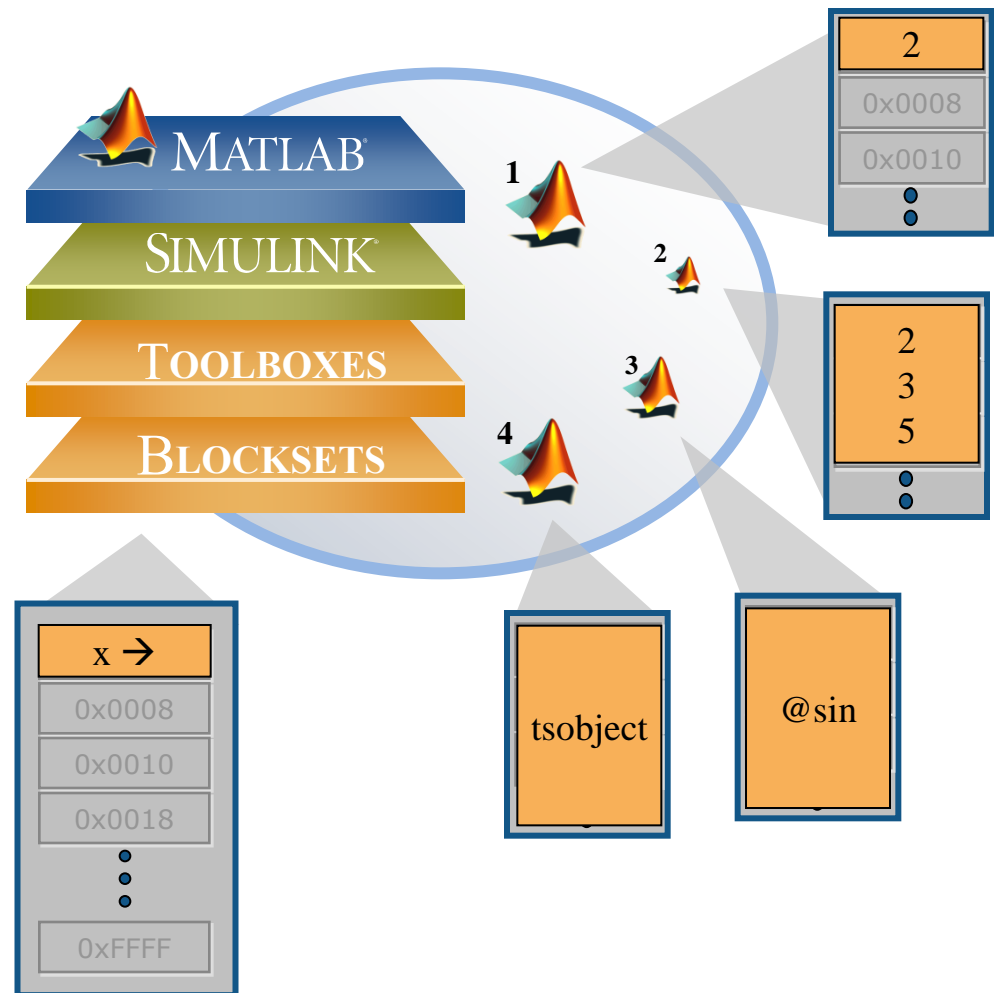 MATLAB®
SIMULINK®
TOOLBOXES
BLOCKSETS
1
2
3
4
2
0x0008
0x0010
2
3
5
x →
0x0008
0x0010
0x0018
0xFFFF
tsobject
@sin